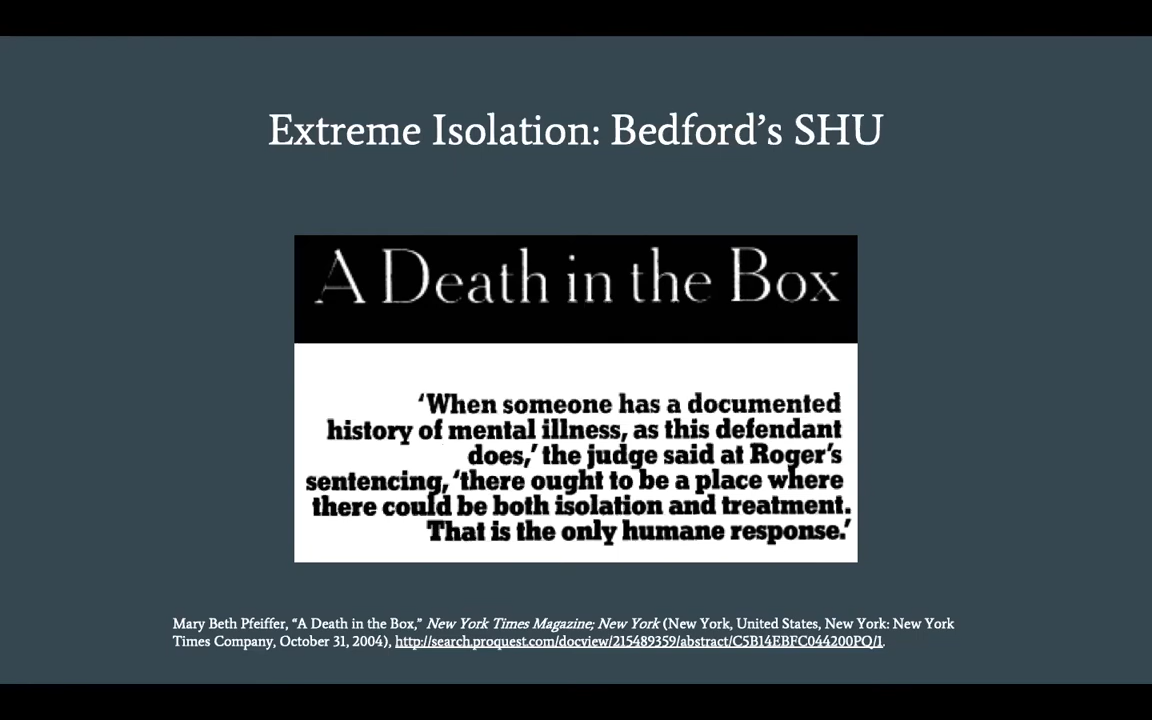 Extreme Isolation: Bedford’s SHU
A Death in the Box
‘When someone has a documented
history of mental illness, as this defendant
does,’ the judge said at Roger’s
sentencing, ‘there ought to be a place where
there could be both isolation and treatment.
That is the only humane response.’
Mary Beth Pfeiffer, “A Death in the Box,” New York Times Magazine; New York (New York, United States, New York: New York
Times Company, October 31, 2004), http://search.proquest.com/docview/215489359/abstract/C5B14EBFC044200PQ/1.